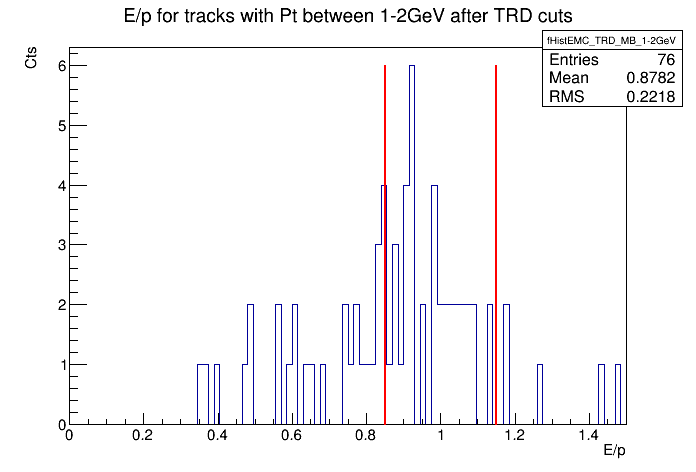 E/p for tracks with Pt between 1-2GeV after TRD cuts
fHistEMC_TRD_MB_1-2GeV
Entries 76
Mean 0.8782
RMS 0.2218
Cts
6
5
4
3
2
1
0
0 0.2 0.4 0.6 0.8 1 1.2 1.4
E/p